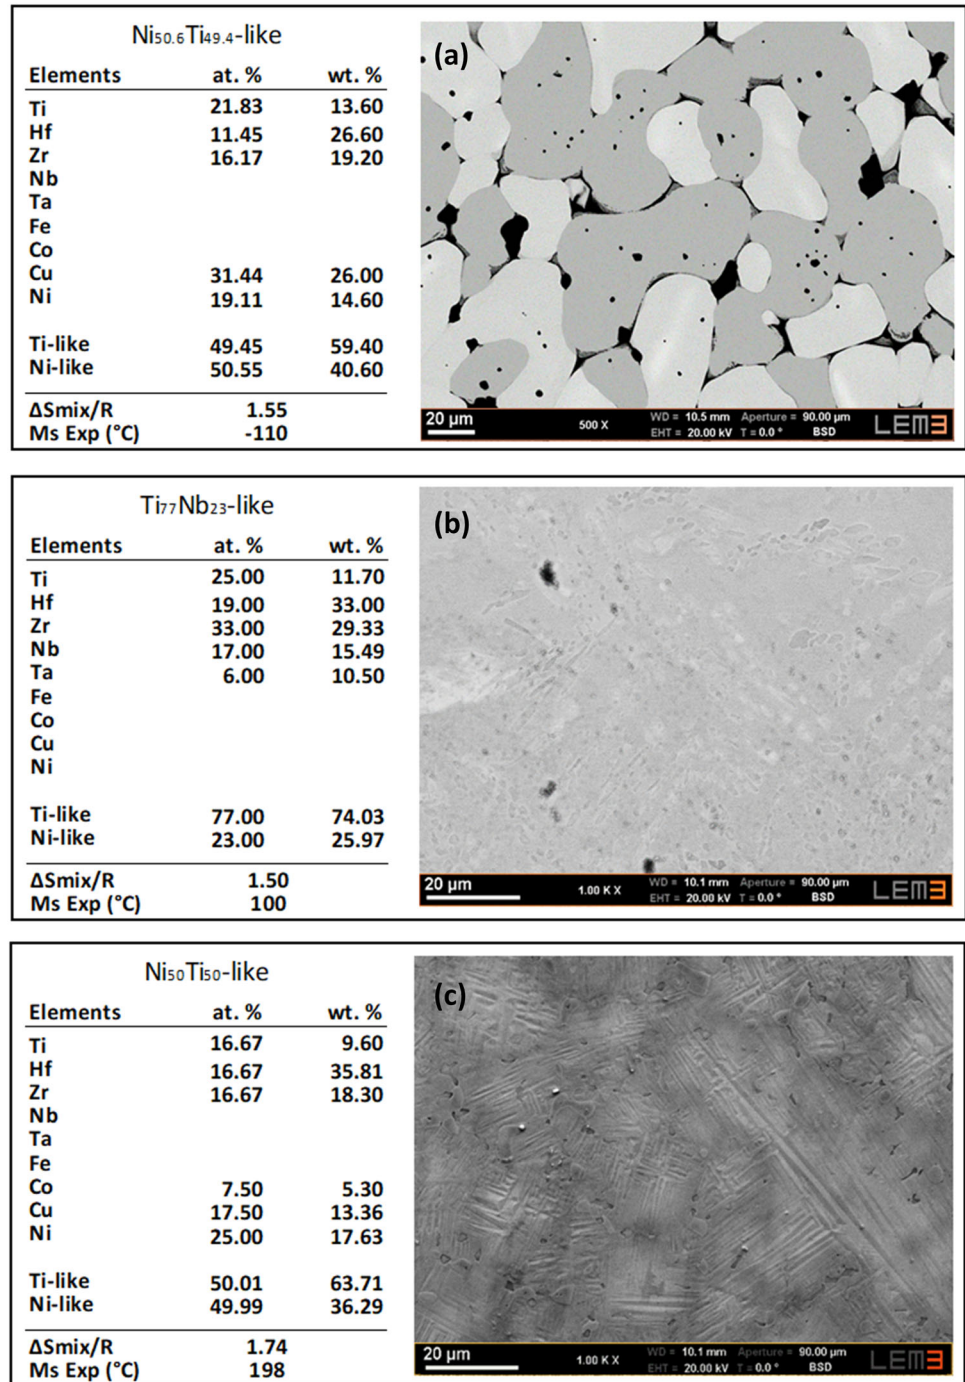 Ni50.6Ti49.4-like
Elements at. % wt. %
Ti 21.83 13.60
Hf 11.45 26.60
Zr 16.17 19.20
Nb
Ta
Fe
Co
Cu 31.44 26.00
Ni 19.11 14.60
Ti-like 49.45 59.40
Ni-like 50.55 40.60
ΔSmix/R 1.55
Ms Exp (°C) -110
(a)
20 µm 500 X WD = 10.5 mm Aperture = 90.00 µm LEM3
EHT = 20.00 kV T = 0.0 ° BSD
Ti77Nb23-like
Elements at. % wt. %
Ti 25.00 11.70
Hf 19.00 33.00
Zr 33.00 29.33
Nb 17.00 15.49
Ta 6.00 10.50
Fe
Co
Cu
Ni
Ti-like 77.00 74.03
Ni-like 23.00 25.97
ΔSmix/R 1.50
Ms Exp (°C) 100
(b)
20 µm 1.00 K X WD = 10.1 mm Aperture = 90.00 µm LEM3
EHT = 20.00 kV T = 0.0 ° BSD
Ni50Ti50-like
Elements at. % wt. %
Ti 16.67 9.60
Hf 16.67 35.81
Zr 16.67 18.30
Nb
Ta
Fe
Co 7.50 5.30
Cu 17.50 13.36
Ni 25.00 17.63
Ti-like 50.01 63.71
Ni-like 49.99 36.29
ΔSmix/R 1.74
Ms Exp (°C) 198
(c)
20 µm 1.00 K X WD = 10.1 mm Aperture = 90.00 µm LEM3
EHT = 20.00 kV T = 0.0 ° BSD